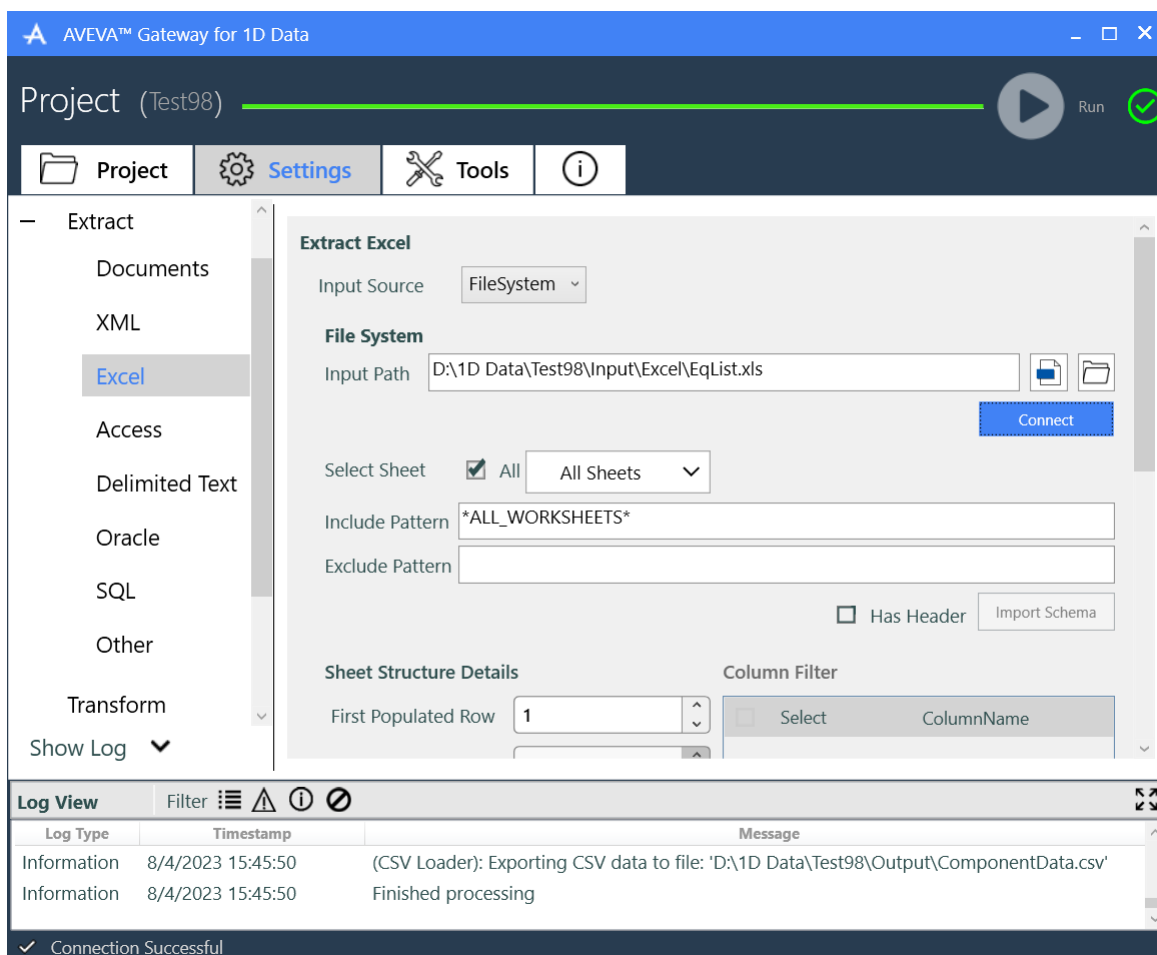 AVEVA™ Gateway for 1D Data
Project (Test98)
Run
Project
Settings
Tools
Extract
Documents
XML
Excel
Access
Delimited Text
Oracle
SQL
Other
Transform
Show Log
Extract Excel
Input Source FileSystem
File System
Input Path D:\1D Data\Test98\Input\Excel\EqList.xls
Connect
Select Sheet All All Sheets
Include Pattern *ALL_WORKSHEETS*
Exclude Pattern
Has Header Import Schema
Sheet Structure Details
First Populated Row 1
Column Filter
Select ColumnName
Log View Filter
Log Type Timestamp Message
Information 8/4/2023 15:45:50 (CSV Loader): Exporting CSV data to file: 'D:\1D Data\Test98\Output\ComponentData.csv'
Information 8/4/2023 15:45:50 Finished processing
Connection Successful